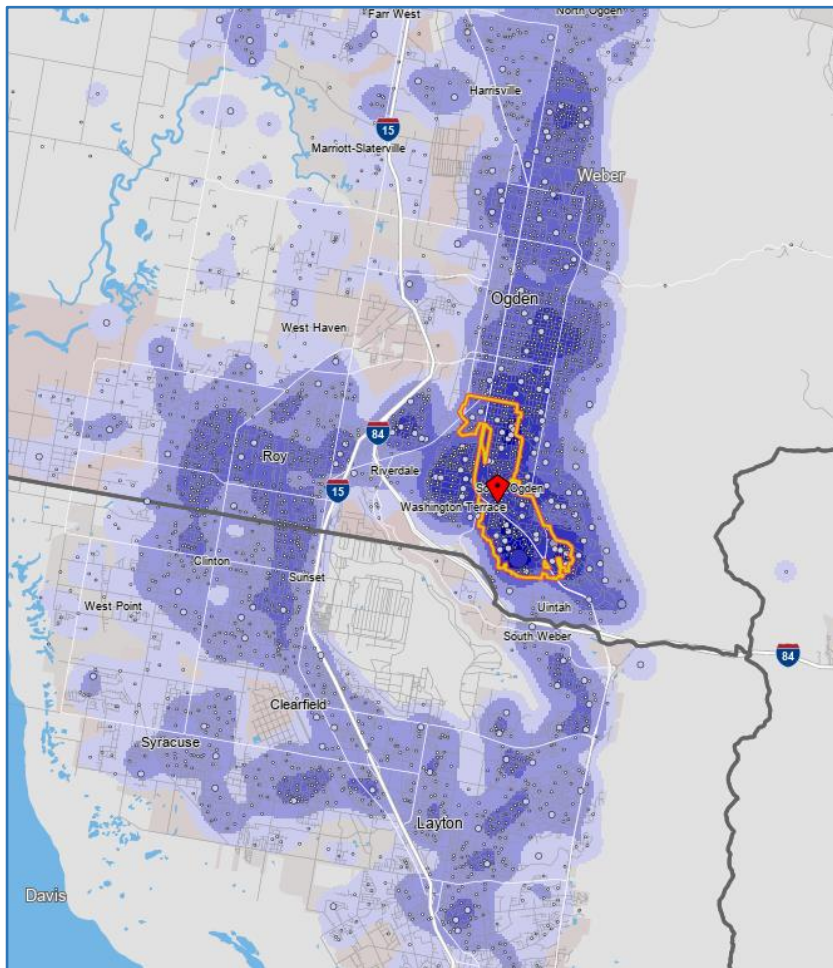 Farr West
North Ogden
Harrisville
15
Marriott-Slaterville
Weber
Ogden
West Haven
84
Roy
Riverdale
15
Ogden
Washington Terrace
Clinton
Sunset
West Point
Uintah
South Weber
84
Clearfield
Syracuse
Layton
Davis